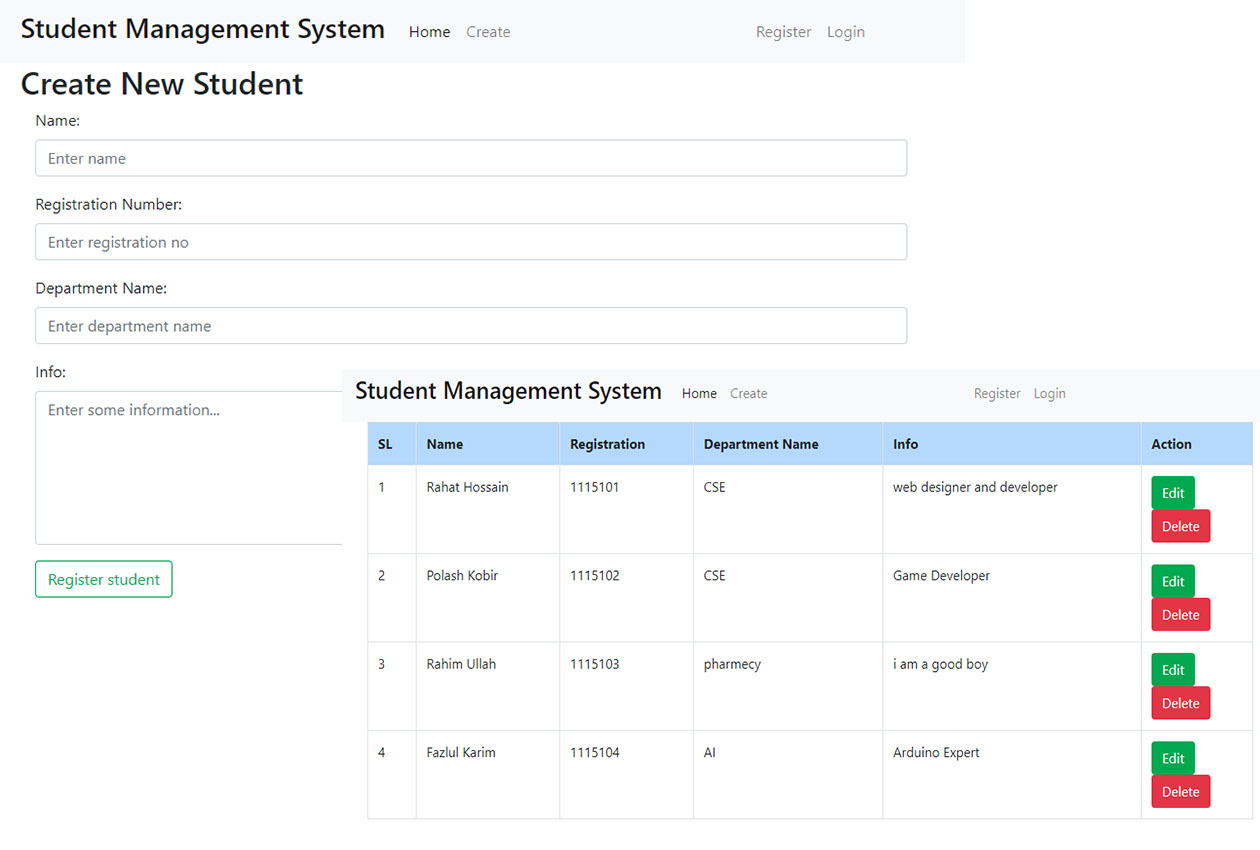 Student Management System Home Create Register Login
Create New Student
Name:
Enter name
Registration Number:
Enter registration no
Department Name:
Enter department name
Info:
Enter some information...
Register student
Student Management System Home Create Register Login
SL Name Registration Department Name Info Action
1 Rahat Hossain 1115101 CSE web designer and developer Edit
Delete
2 Polash Kobir 1115102 CSE Game Developer Edit
Delete
3 Rahim Ullah 1115103 pharmecy i am a good boy Edit
Delete
4 Fazlul Karim 1115104 AI Arduino Expert Edit
Delete